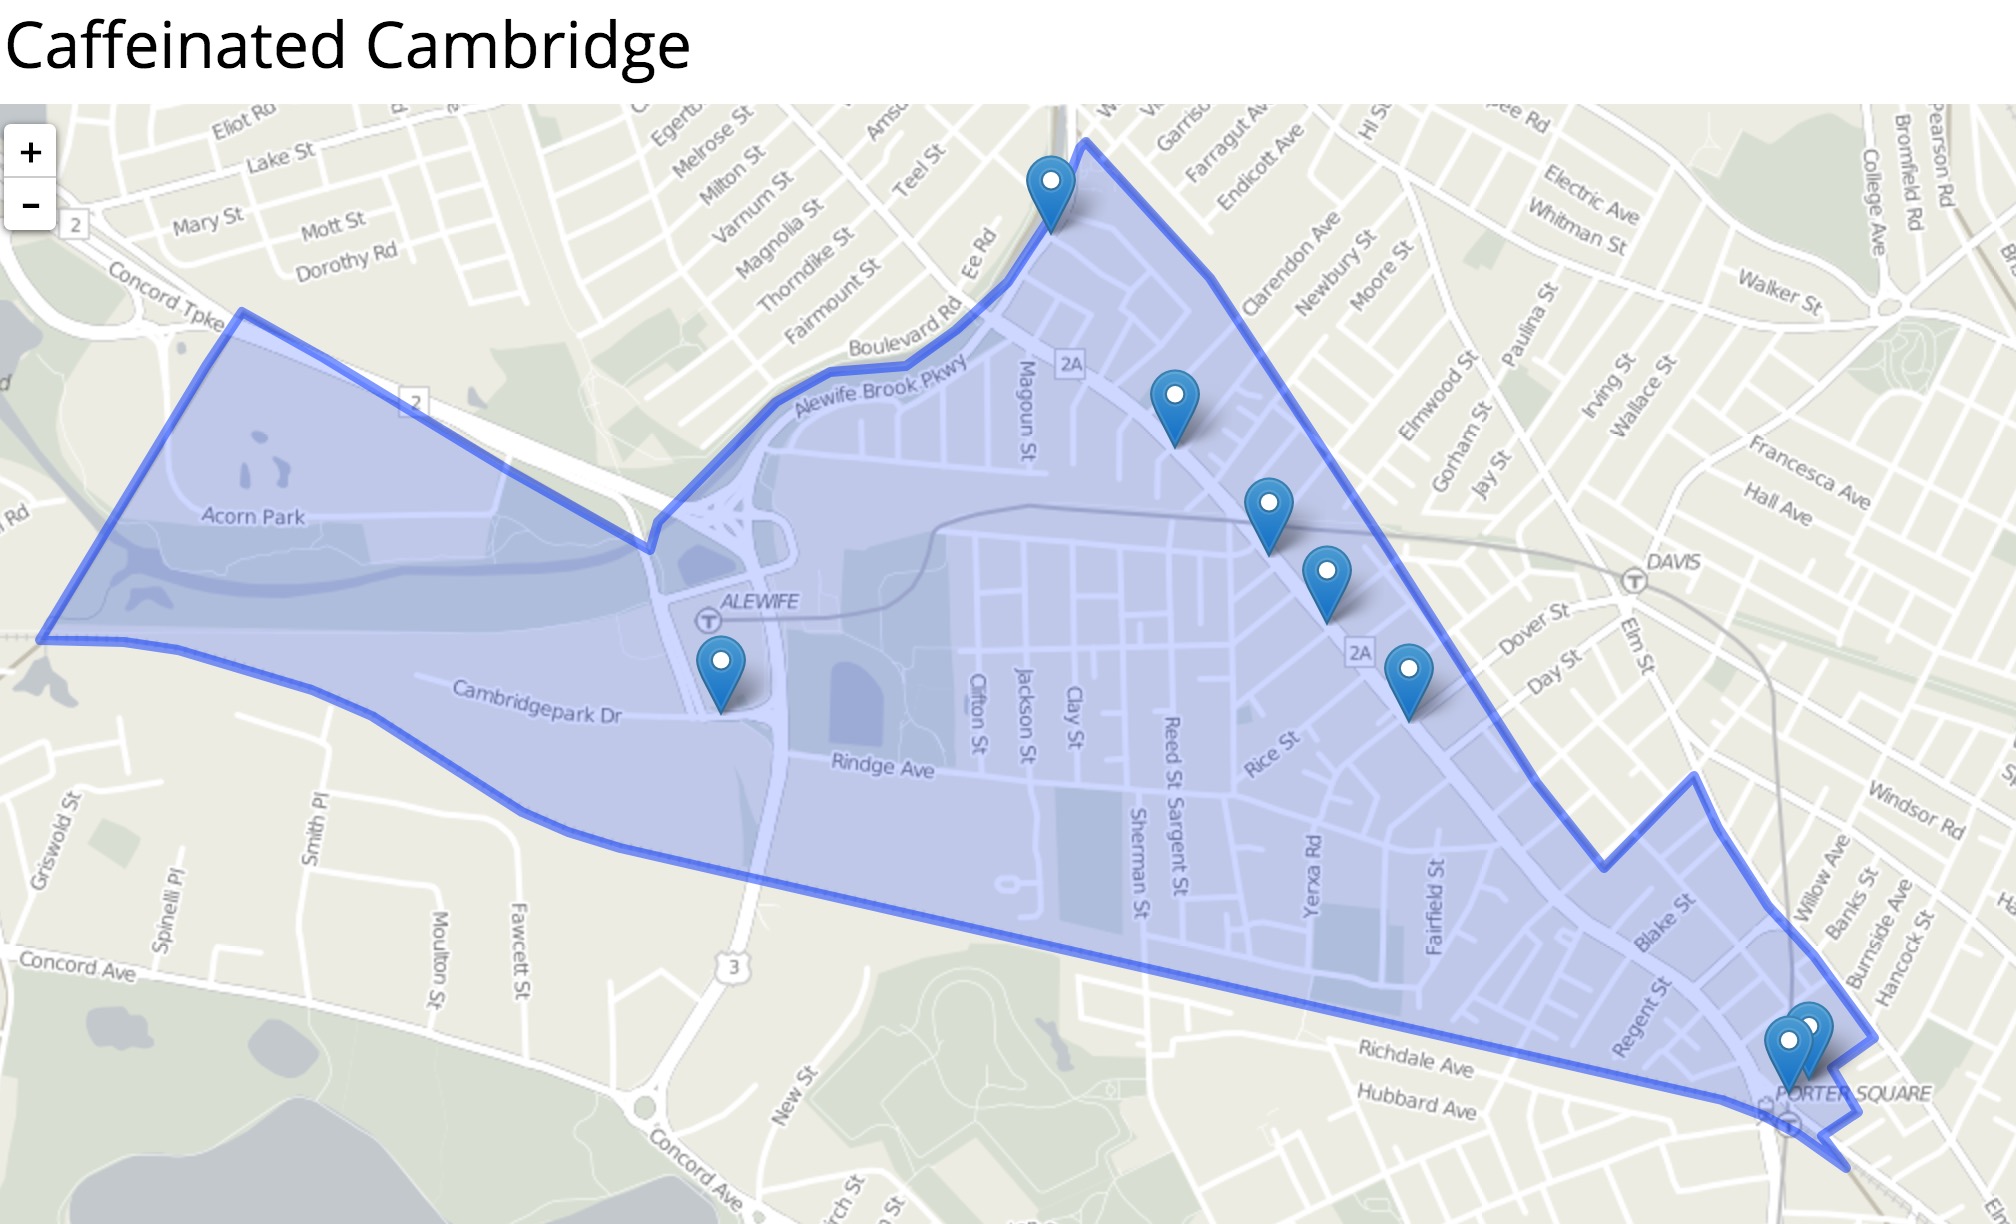 Caffeinated Cambridge
+
−
Eliot Rd
Lake St
Mary St
Mott St
Dorothy Rd
2
Concord Tpke
2
Melrose St
Milton St
Varnum St
Magnolia St
Thorndike St
Fairmount St
Teel St
Ee Rd
Boulevard Rd
Alewife Brook Pkwy
Farragut Av
Endicott Ave
Clarendon Ave
Newbury St
Moore St
Electric Ave
Whitman St
Walker St
College Ave
Bromfield Rd
Pearson Rd
Paulina St
Irving St
Wallace St
Elmwood St
Gorham St
Jay St
Francesca Ave
Hall Ave
2A
Magoun St
Acorn Park
ALEWIFE
T
DAVIS
T
Dover St
Day St
Elm St
2A
Cambridgepark Dr
Rindge Ave
Clifton St
Jackson St
Clay St
Reed St
Sargent St
Sherman St
Rice St
Yerxa Rd
Fairfield St
Blake St
Regent St
Windsor Rd
Willow Ave
Banks St
Burnside Ave
Hancock St
Griswold St
Smith Pl
Spinelli Pl
Moulton St
Fawcett St
Concord Ave
3
New St
Concord Ave
Richdale Ave
Hubbard Ave
PORTER SQUARE
T